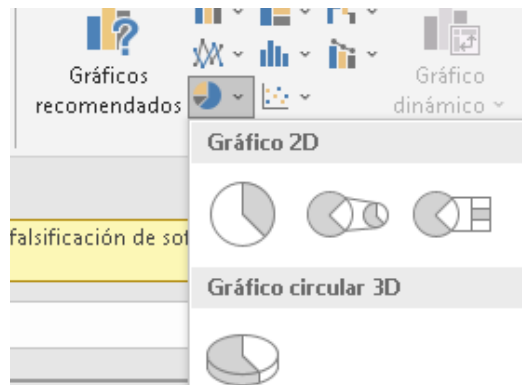 Gráficos
recomendados
Gráfico
dinámico
Gráfico 2D
falsificación de sof
Gráfico circular 3D